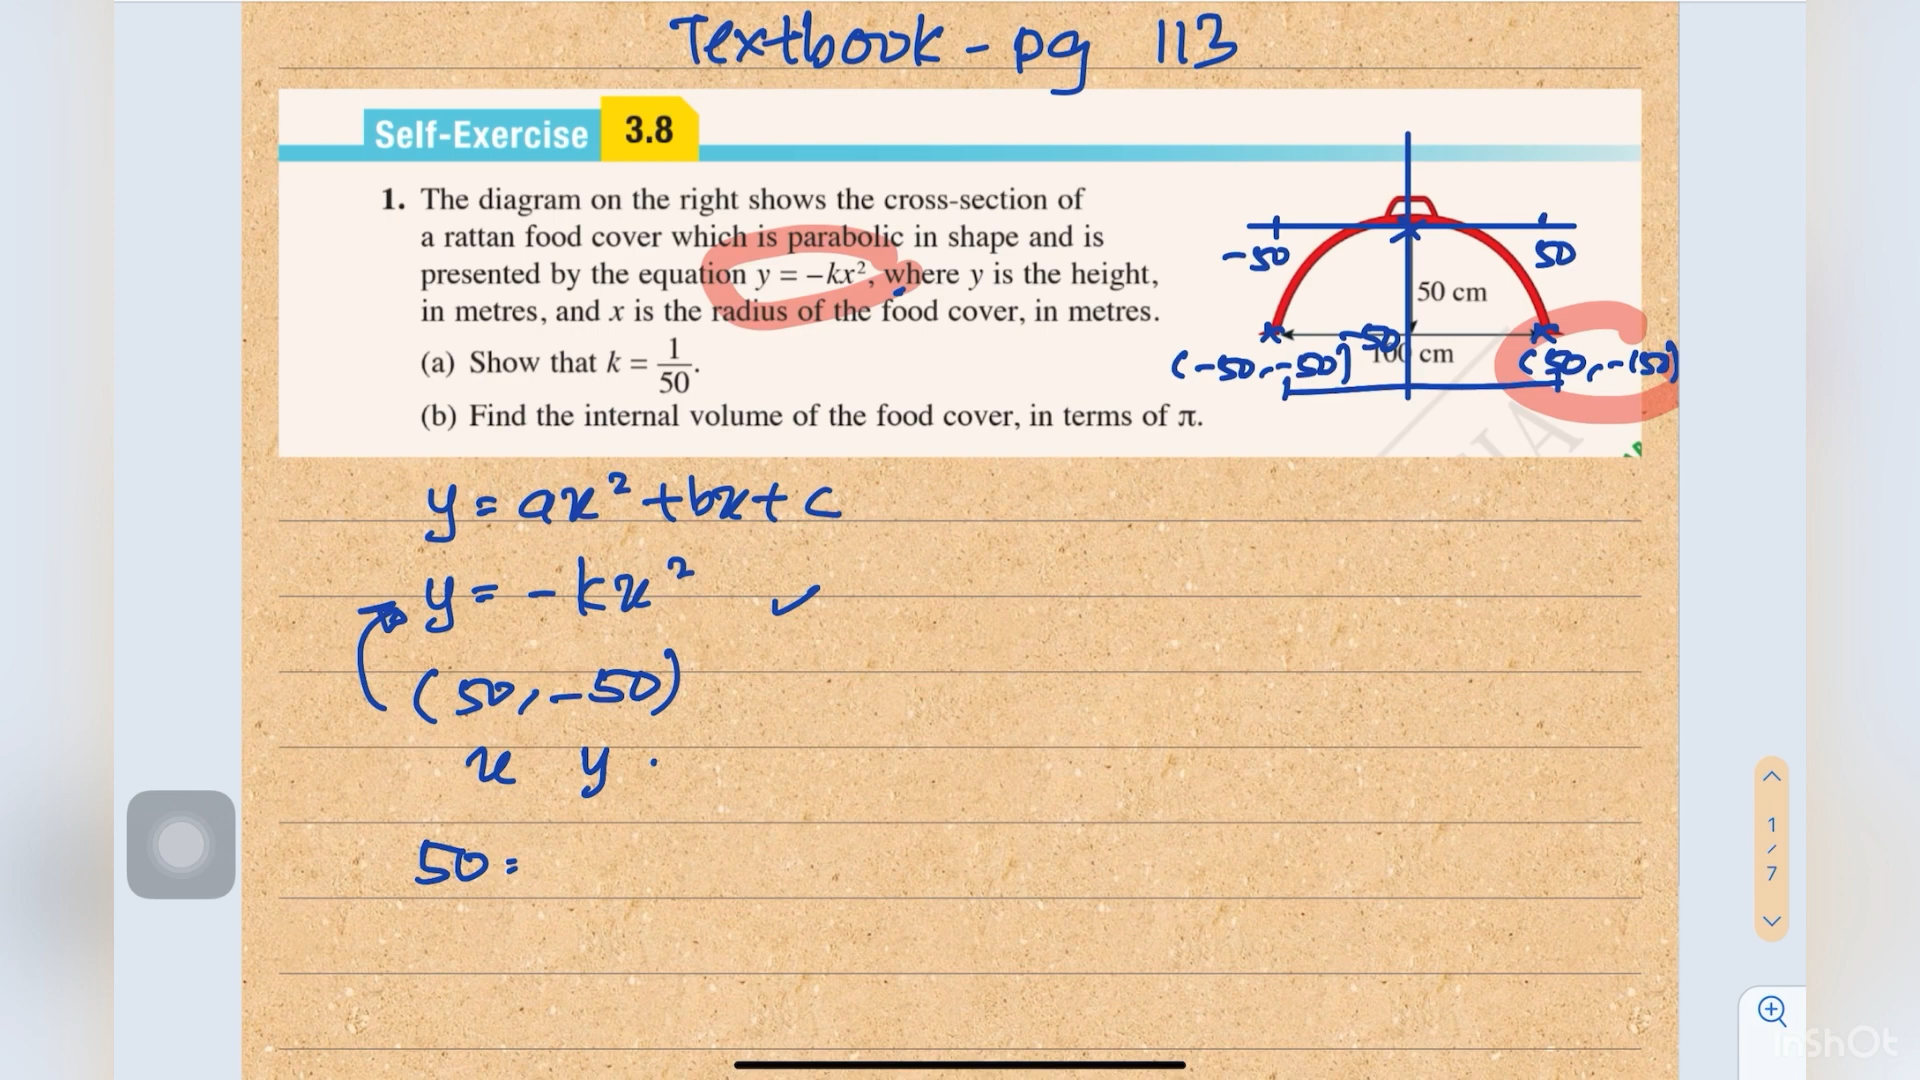 Textbook - pg 113
Self-Exercise 3.8
1. The diagram on the right shows the cross-section of
a rattan food cover which is parabolic in shape and is
presented by the equation y = –kx², where y is the height,
in metres, and x is the radius of the food cover, in metres.
(a) Show that k = 1/50.
(b) Find the internal volume of the food cover, in terms of π.
-50
50
50 cm
-50
100 cm
(-50, -50)
(50, -150)
y = ax² + bx + c
y = -kx² ✓
(50, -50)
x y .
50 =
1
/
7
InShOt